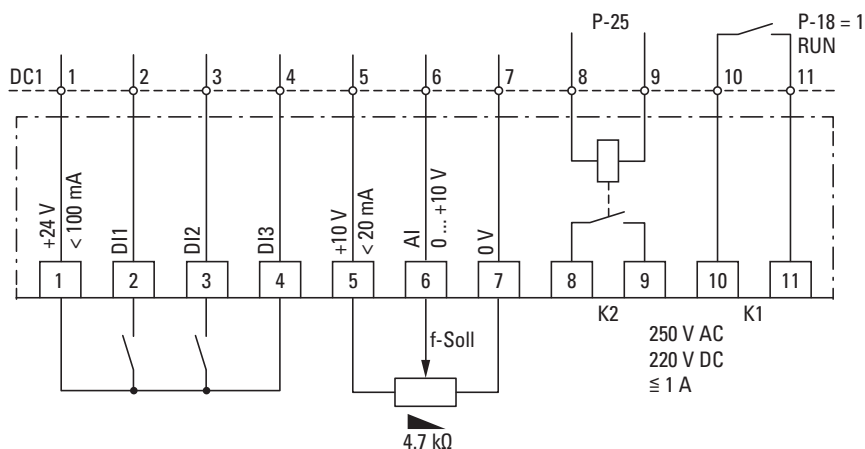 P-25
P-18 = 1
RUN
DC1 1 2 3 4 5 6 7 8 9 10 11
+24 V
< 100 mA
DI1
DI2
DI3
+10 V
< 20 mA
AI
0 ... +10 V
0 V
1 2 3 4 5 6 7 8 9 10 11
K2 K1
f-Soll
250 V AC
220 V DC
≦ 1 A
4.7 kΩ